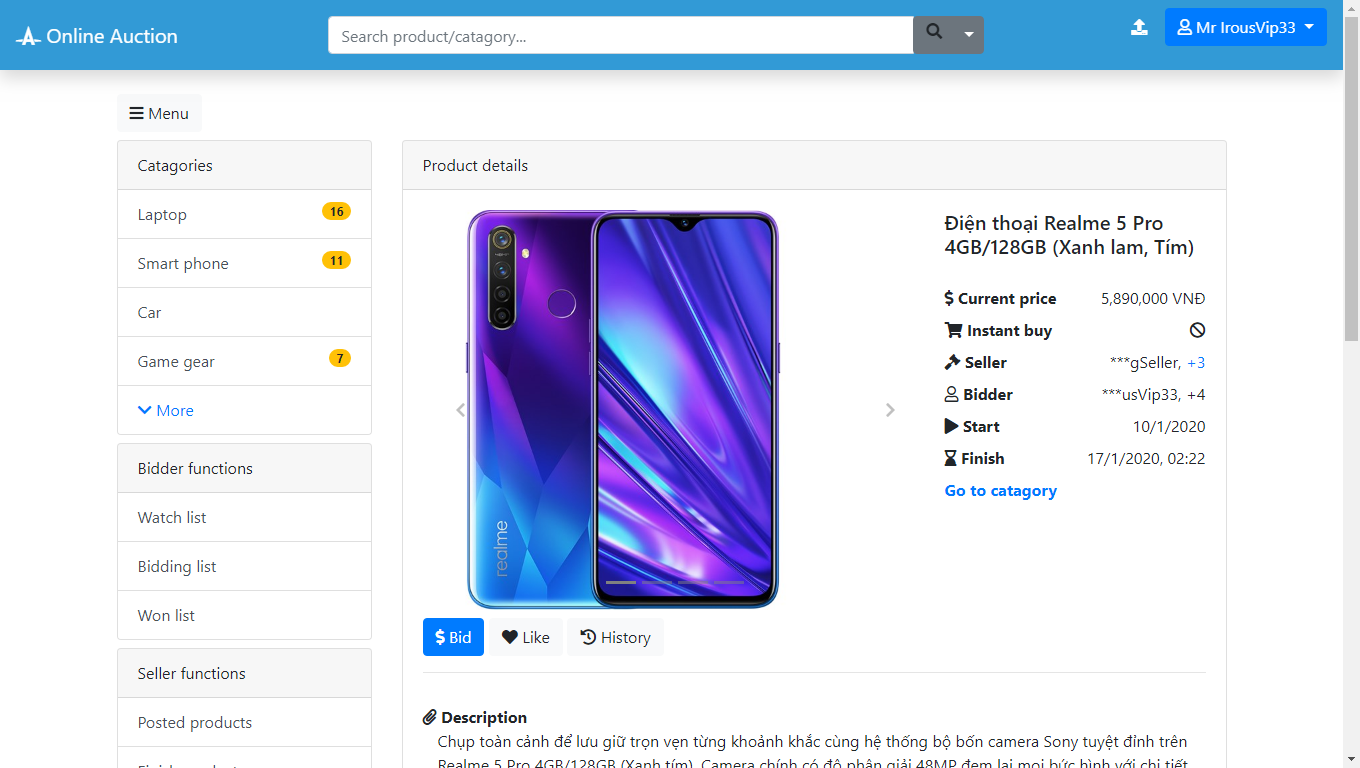 Online Auction
Search product/catagory...
Mr IrousVip33
Menu
Catagories
Laptop 16
Smart phone 11
Car
Game gear 7
More
Bidder functions
Watch list
Bidding list
Won list
Seller functions
Posted products
Product details
realme
Điện thoại Realme 5 Pro
4GB/128GB (Xanh lam, Tím)
Current price 5,890,000 VNĐ
Instant buy
Seller ***gSeller, +3
Bidder ***usVip33, +4
Start 10/1/2020
Finish 17/1/2020, 02:22
Go to catagory
Bid Like History
Description
Chụp toàn cảnh để lưu giữ trọn vẹn từng khoảnh khắc cùng hệ thống bộ bốn camera Sony tuyệt đỉnh trên
Realme 5 Pro 4GB/128GB (Xanh tím). Camera chính có độ phân giải 48MP đem lại mọi bức hình với chi tiết